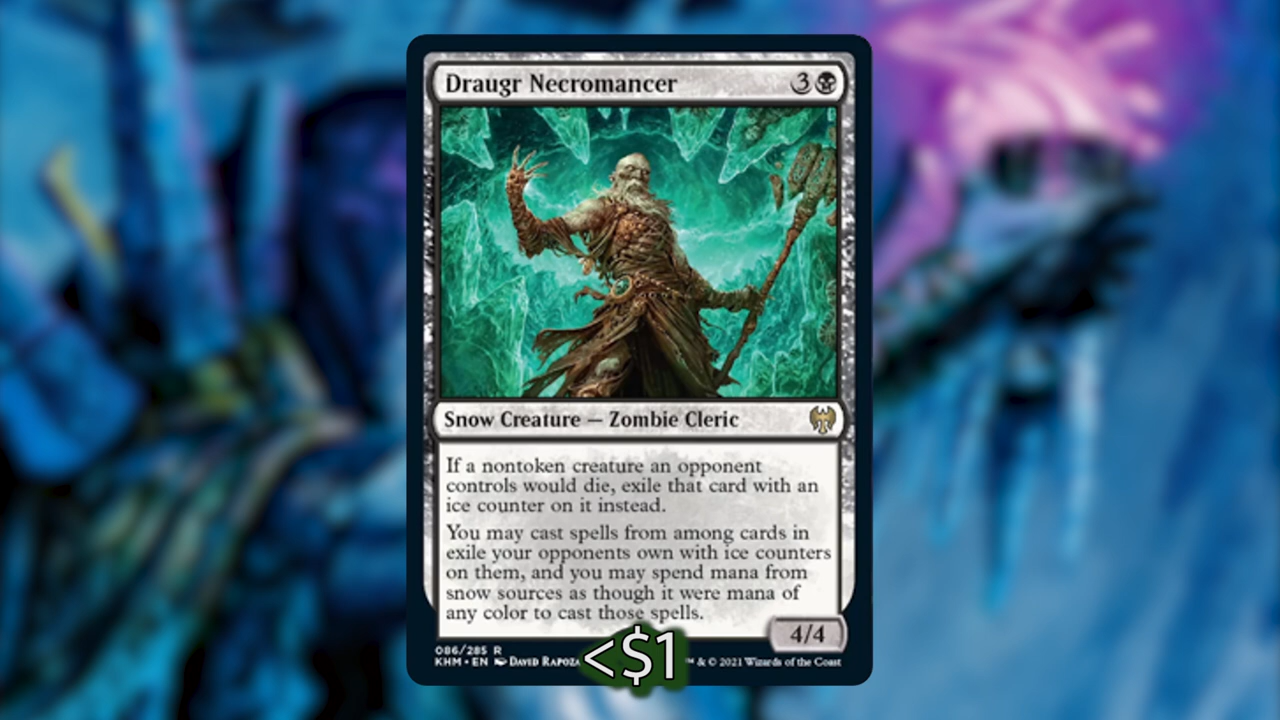 Draugr Necromancer 3
Snow Creature — Zombie Cleric
If a nontoken creature an opponent
controls would die, exile that card with an
ice counter on it instead.
You may cast spells from among cards in
exile your opponents own with ice counters
on them, and you may spend mana from
snow sources as though it were mana of
any color to cast those spells.
4/4
086/285 R
KHM • EN DAVID RAPOZA ™ & © 2021 Wizards of the Coast
<$1